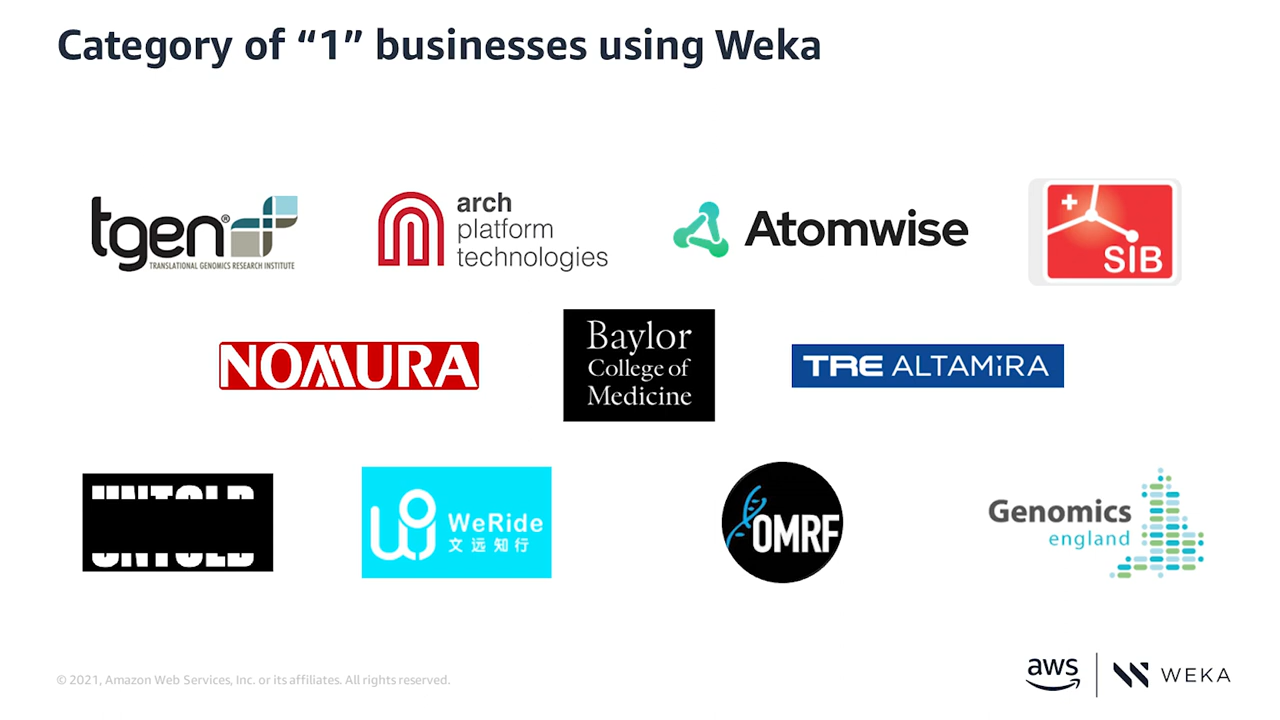 Category of “1” businesses using Weka
tgen®
TRANSLATIONAL GENOMICS RESEARCH INSTITUTE
arch
platform
technologies
Atomwise
SIB
NOMURA
Baylor
College of
Medicine
TRE ALTAMiRA
UNTOLD
UNTOLD
WeRide
文远知行
OMRF
Genomics
england
© 2021, Amazon Web Services, Inc. or its affiliates. All rights reserved.
aws
WEKA